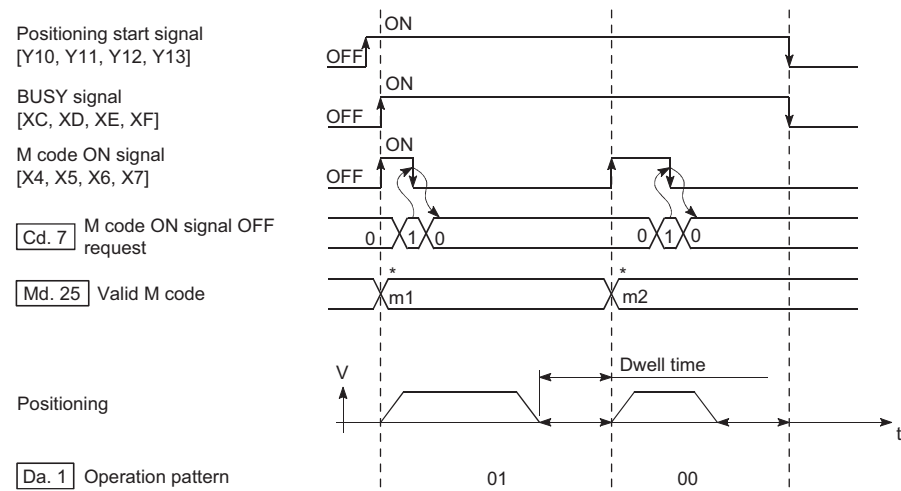 Positioning start signal
[Y10, Y11, Y12, Y13]
OFF
ON
BUSY signal
[XC, XD, XE, XF]
OFF
ON
M code ON signal
[X4, X5, X6, X7]
OFF
ON
Cd. 7 M code ON signal OFF
request
0 1 0 0 1 0
Md. 25 Valid M code
* *
m1 m2
V
Dwell time
Positioning
t
Da. 1 Operation pattern
01 00